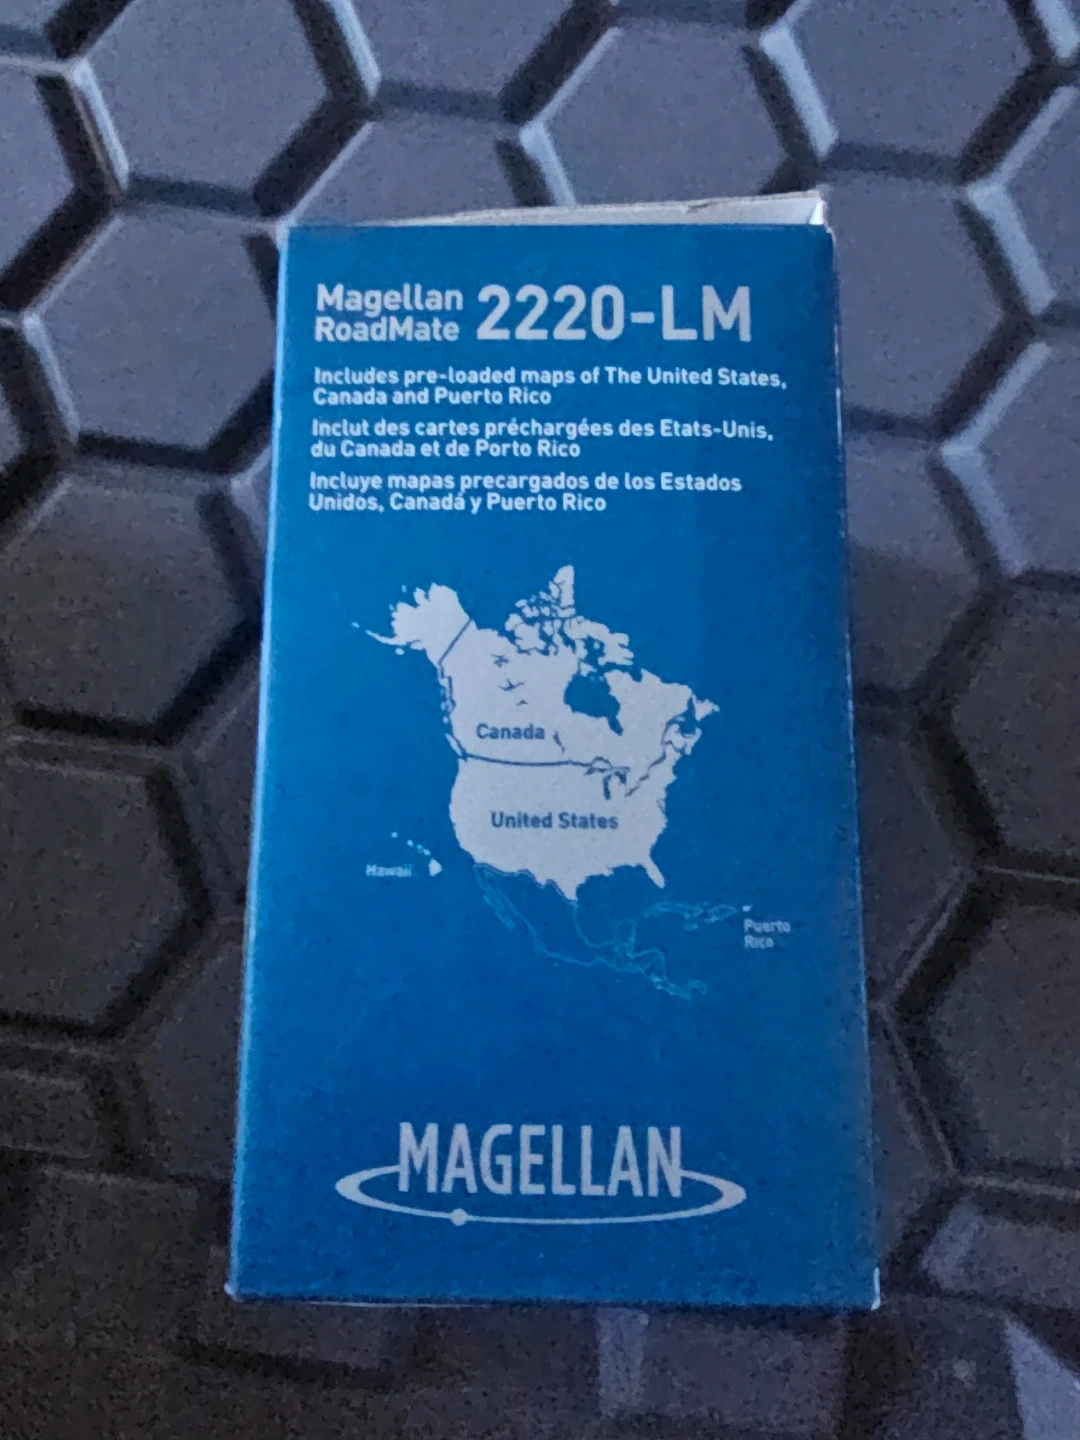 Magellan
RoadMate 2220-LM
Includes pre-loaded maps of The United States,
Canada and Puerto Rico
Inclut des cartes préchargées des Etats-Unis,
du Canada et de Porto Rico
Incluye mapas precargados de los Estados
Unidos, Canadá y Puerto Rico
Canada
United States
Hawaii
Puerto
Rico
MAGELLAN